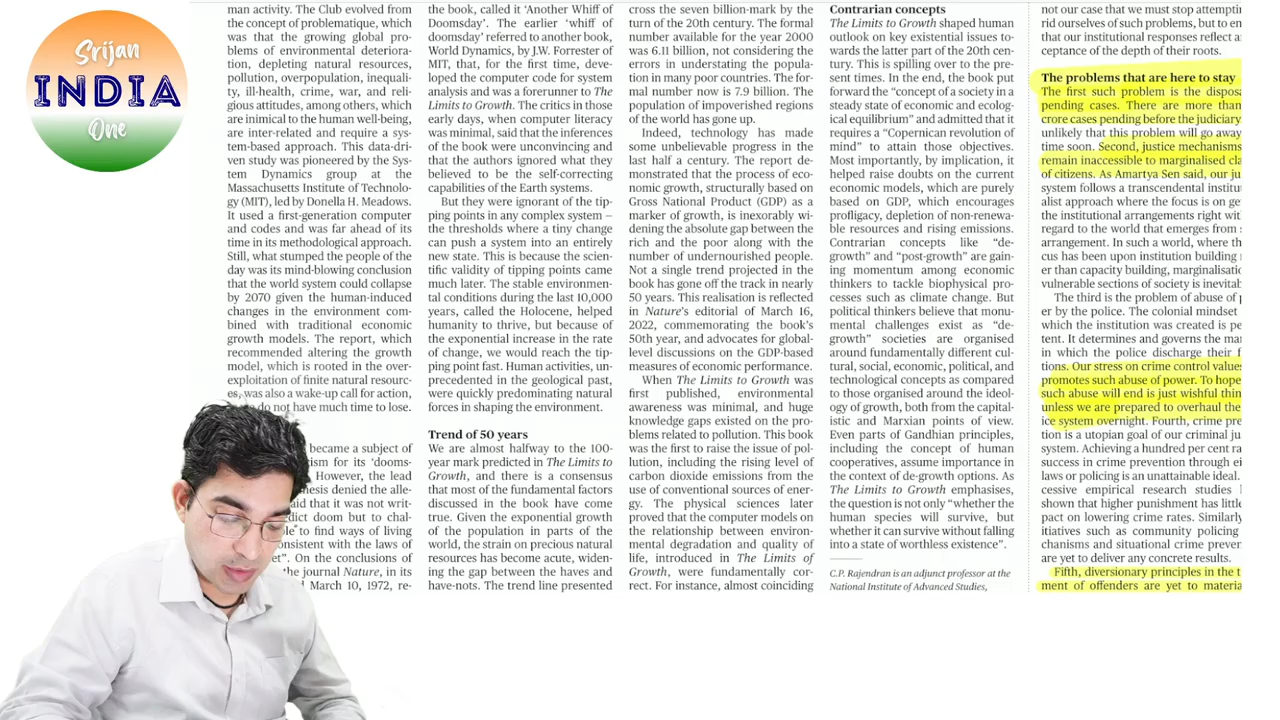 Srijan
INDIA
One
man activity. The Club evolved from
the concept of problematique, which
was that the growing global pro-
blems of environmental deteriora-
tion, depleting natural resources,
pollution, overpopulation, inequali-
ty, ill-health, crime, war, and reli-
gious attitudes, among others, which
are inimical to the human well-being,
are inter-related and require a sys-
tem-based approach. This data-dri-
ven study was pioneered by the Sys-
tem Dynamics group at the
Massachusetts Institute of Technolo-
gy (MIT), led by Donella H. Meadows.
It used a first-generation computer
and codes and was far ahead of its
time in its methodological approach.
Still, what stumped the people of the
day was its mind-blowing conclusion
that the world system could collapse
by 2070 given the human-induced
changes in the environment com-
bined with traditional economic
growth models. The report, which
recommended altering the growth
model, which is rooted in the over-
exploitation of finite natural resourc-
es, was also a wake-up call for action,
do not have much time to lose.
became a subject of
ism for its ‘dooms-
However, the lead
hesis denied the alle-
aid that it was not writ-
dict doom but to chal-
to find ways of living
onsistent with the laws of
et”. On the conclusions of
the journal Nature, in its
March 10, 1972, re-
the book, called it ‘Another Whiff of
Doomsday’. The earlier ‘whiff of
doomsday’ referred to another book,
World Dynamics, by J.W. Forrester of
MIT, that, for the first time, deve-
loped the computer code for system
analysis and was a forerunner to The
Limits to Growth. The critics in those
early days, when computer literacy
was minimal, said that the inferences
of the book were unconvincing and
that the authors ignored what they
believed to be the self-correcting
capabilities of the Earth systems.
But they were ignorant of the tip-
ping points in any complex system —
the thresholds where a tiny change
can push a system into an entirely
new state. This is because the scien-
tific validity of tipping points came
much later. The stable environmen-
tal conditions during the last 10,000
years, called the Holocene, helped
humanity to thrive, but because of
the exponential increase in the rate
of change, we would reach the tip-
ping point fast. Human activities, un-
precedented in the geological past,
were quickly predominating natural
forces in shaping the environment.
Trend of 50 years
We are almost halfway to the 100-
year mark predicted in The Limits to
Growth, and there is a consensus
that most of the fundamental factors
discussed in the book have come
true. Given the exponential growth
of the population in parts of the
world, the strain on precious natural
resources has become acute, widen-
ing the gap between the haves and
have-nots. The trend line presented
cross the seven billion-mark by the
turn of the 20th century. The formal
number available for the year 2000
was 6.11 billion, not considering the
errors in understating the popula-
tion in many poor countries. The for-
mal number now is 7.9 billion. The
population of impoverished regions
of the world has gone up.
Indeed, technology has made
some unbelievable progress in the
last half a century. The report de-
monstrated that the process of eco-
nomic growth, structurally based on
Gross National Product (GDP) as a
marker of growth, is inexorably wi-
dening the absolute gap between the
rich and the poor along with the
number of undernourished people.
Not a single trend projected in the
book has gone off the track in nearly
50 years. This realisation is reflected
in Nature’s editorial of March 16,
2022, commemorating the book’s
50th year, and advocates for global-
level discussions on the GDP-based
measures of economic performance.
When The Limits to Growth was
first published, environmental
awareness was minimal, and huge
knowledge gaps existed on the pro-
blems related to pollution. This book
was the first to raise the issue of pol-
lution, including the rising level of
carbon dioxide emissions from the
use of conventional sources of ener-
gy. The physical sciences later
proved that the computer models on
the relationship between environ-
mental degradation and quality of
life, introduced in The Limits of
Growth, were fundamentally cor-
rect. For instance, almost coinciding
Contrarian concepts
The Limits to Growth shaped human
outlook on key existential issues to-
wards the latter part of the 20th cen-
tury. This is spilling over to the pre-
sent times. In the end, the book put
forward the “concept of a society in a
steady state of economic and ecolog-
ical equilibrium” and admitted that it
requires a “Copernican revolution of
mind” to attain those objectives.
Most importantly, by implication, it
helped raise doubts on the current
economic models, which are purely
based on GDP, which encourages
profligacy, depletion of non-renewa-
ble resources and rising emissions.
Contrarian concepts like “de-
growth” and “post-growth” are gain-
ing momentum among economic
thinkers to tackle biophysical pro-
cesses such as climate change. But
political thinkers believe that monu-
mental challenges exist as “de-
growth” societies are organised
around fundamentally different cul-
tural, social, economic, political, and
technological concepts as compared
to those organised around the ideol-
ogy of growth, both from the capital-
istic and Marxian points of view.
Even parts of Gandhian principles,
including the concept of human
cooperatives, assume importance in
the context of de-growth options. As
The Limits to Growth emphasises,
the question is not only “whether the
human species will survive, but
whether it can survive without falling
into a state of worthless existence”.
C.P. Rajendran is an adjunct professor at the
National Institute of Advanced Studies,
not our case that we must stop attemptin
rid ourselves of such problems, but to en
that our institutional responses reflect a
ceptance of the depth of their roots.
The problems that are here to stay
The first such problem is the dispos
pending cases. There are more than
crore cases pending before the judiciary
unlikely that this problem will go away
time soon. Second, justice mechanisms
remain inaccessible to marginalised cla
of citizens. As Amartya Sen said, our ju
system follows a transcendental institut
alist approach where the focus is on ge
the institutional arrangements right wit
regard to the world that emerges from
arrangement. In such a world, where th
cus has been upon institution building
er than capacity building, marginalisatio
vulnerable sections of society is inevitab
The third is the problem of abuse of p
er by the police. The colonial mindset
which the institution was created is pe
tent. It determines and governs the ma
in which the police discharge their f
tions. Our stress on crime control value
promotes such abuse of power. To hope
such abuse will end is just wishful thin
unless we are prepared to overhaul the
ice system overnight. Fourth, crime pre
tion is a utopian goal of our criminal ju
system. Achieving a hundred per cent ra
success in crime prevention through ei
laws or policing is an unattainable ideal.
cessive empirical research studies
shown that higher punishment has little
pact on lowering crime rates. Similarly
itiatives such as community policing
chanisms and situational crime preven
are yet to deliver any concrete results.
Fifth, diversionary principles in the t
ment of offenders are yet to materia